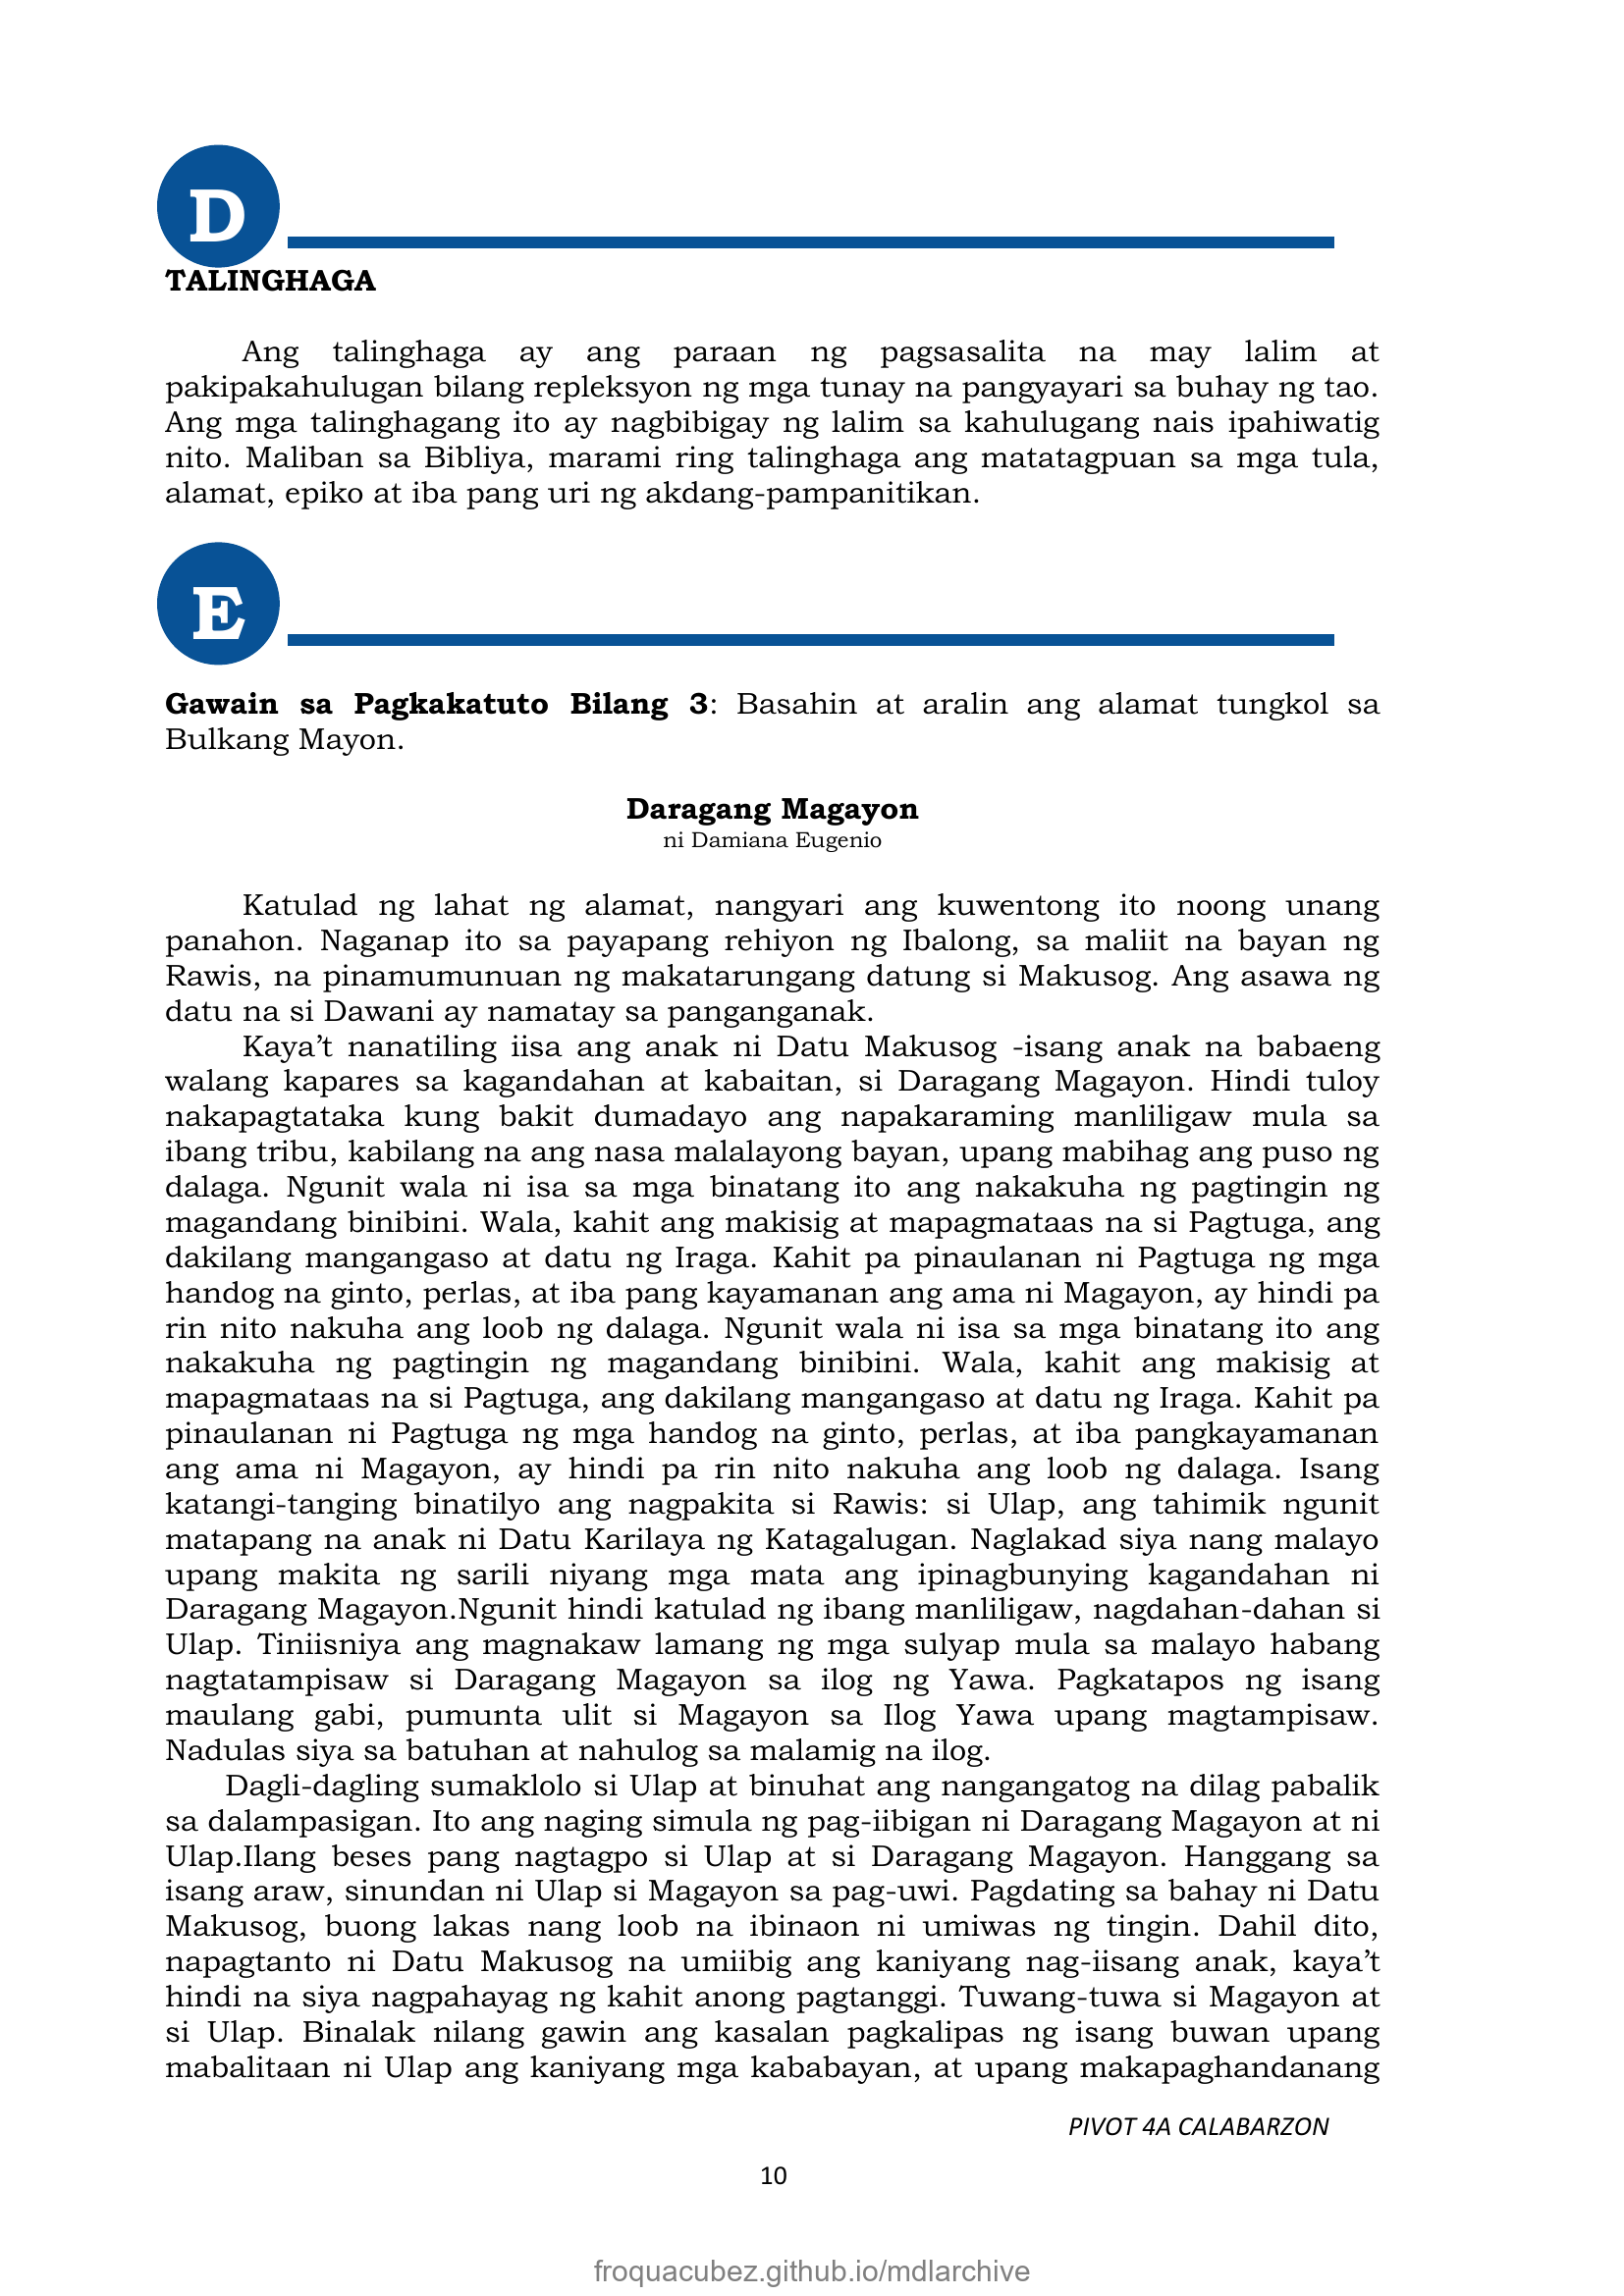 D
TALINGHAGA
Ang talinghaga ay ang paraan ng pagsasalita na may lalim at
pakipakahulugan bilang repleksyon ng mga tunay na pangyayari sa buhay ng tao.
Ang mga talinghagang ito ay nagbibigay ng lalim sa kahulugang nais ipahiwatig
nito. Maliban sa Bibliya, marami ring talinghaga ang matatagpuan sa mga tula,
alamat, epiko at iba pang uri ng akdang-pampanitikan.
E
Gawain sa Pagkakatuto Bilang 3: Basahin at aralin ang alamat tungkol sa
Bulkang Mayon.
Daragang Magayon
ni Damiana Eugenio
Katulad ng lahat ng alamat, nangyari ang kuwentong ito noong unang
panahon. Naganap ito sa payapang rehiyon ng Ibalong, sa maliit na bayan ng
Rawis, na pinamumunuan ng makatarungang datung si Makusog. Ang asawa ng
datu na si Dawani ay namatay sa panganganak.
Kaya’t nanatiling iisa ang anak ni Datu Makusog -isang anak na babaeng
walang kapares sa kagandahan at kabaitan, si Daragang Magayon. Hindi tuloy
nakapagtataka kung bakit dumadayo ang napakaraming manliligaw mula sa
ibang tribu, kabilang na ang nasa malalayong bayan, upang mabihag ang puso ng
dalaga. Ngunit wala ni isa sa mga binatang ito ang nakakuha ng pagtingin ng
magandang binibini. Wala, kahit ang makisig at mapagmataas na si Pagtuga, ang
dakilang mangangaso at datu ng Iraga. Kahit pa pinaulanan ni Pagtuga ng mga
handog na ginto, perlas, at iba pang kayamanan ang ama ni Magayon, ay hindi pa
rin nito nakuha ang loob ng dalaga. Ngunit wala ni isa sa mga binatang ito ang
nakakuha ng pagtingin ng magandang binibini. Wala, kahit ang makisig at
mapagmataas na si Pagtuga, ang dakilang mangangaso at datu ng Iraga. Kahit pa
pinaulanan ni Pagtuga ng mga handog na ginto, perlas, at iba pangkayamanan
ang ama ni Magayon, ay hindi pa rin nito nakuha ang loob ng dalaga. Isang
katangi-tanging binatilyo ang nagpakita si Rawis: si Ulap, ang tahimik ngunit
matapang na anak ni Datu Karilaya ng Katagalugan. Naglakad siya nang malayo
upang makita ng sarili niyang mga mata ang ipinagbunying kagandahan ni
Daragang Magayon.Ngunit hindi katulad ng ibang manliligaw, nagdahan-dahan si
Ulap. Tiniisniya ang magnakaw lamang ng mga sulyap mula sa malayo habang
nagtatampisaw si Daragang Magayon sa ilog ng Yawa. Pagkatapos ng isang
maulang gabi, pumunta ulit si Magayon sa Ilog Yawa upang magtampisaw.
Nadulas siya sa batuhan at nahulog sa malamig na ilog.
Dagli-dagling sumaklolo si Ulap at binuhat ang nangangatog na dilag pabalik
sa dalampasigan. Ito ang naging simula ng pag-iibigan ni Daragang Magayon at ni
Ulap.Ilang beses pang nagtagpo si Ulap at si Daragang Magayon. Hanggang sa
isang araw, sinundan ni Ulap si Magayon sa pag-uwi. Pagdating sa bahay ni Datu
Makusog, buong lakas nang loob na ibinaon ni umiwas ng tingin. Dahil dito,
napagtanto ni Datu Makusog na umiibig ang kaniyang nag-iisang anak, kaya’t
hindi na siya nagpahayag ng kahit anong pagtanggi. Tuwang-tuwa si Magayon at
si Ulap. Binalak nilang gawin ang kasalan pagkalipas ng isang buwan upang
mabalitaan ni Ulap ang kaniyang mga kababayan, at upang makapaghandanang
PIVOT 4A CALABARZON
10
froquacubez.github.io/mdlarchive